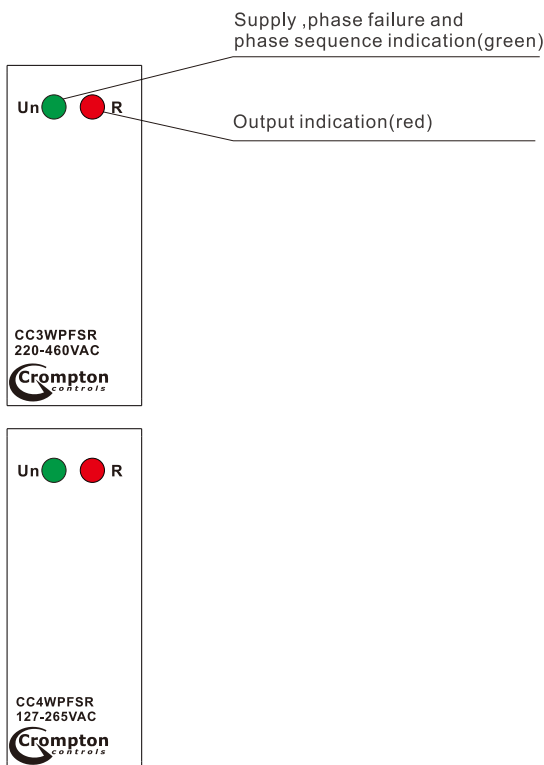 Supply ,phase failure and
phase sequence indication(green)
Un R
Output indication(red)
CC3WPFSR
220-460VAC
Crompton
controls
Un R
CC4WPFSR
127-265VAC
Crompton
controls